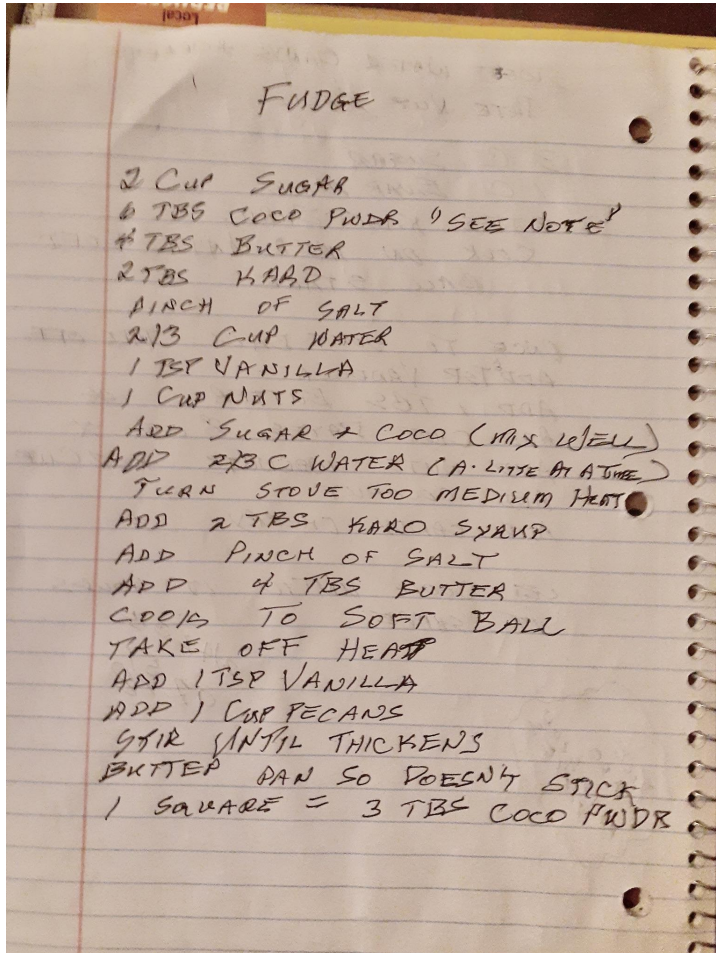 Local
FUDGE
2 CUP SUGAR
6 TBS COCO PWDR "SEE NOTE"
4 TBS BUTTER
2 TBS KARO
PINCH OF SALT
2/3 CUP WATER
1 TSP VANILLA
1 CUP NUTS
ADD SUGAR + COCO (MIX WELL)
ADD 2/3 C WATER (A. LITTE AT A TIME)
TURN STOVE TOO MEDIUM HEAT
ADD 2 TBS KARO SYRUP
ADD PINCH OF SALT
ADD 4 TBS BUTTER
COOK TO SOFT BALL
TAKE OFF HEAT
ADD 1 TSP VANILLA
ADD 1 CUP PECANS
STIR UNTIL THICKENS
BUTTER PAN SO DOESN'T STICK
1 SQUARE = 3 TBS COCO PWDR